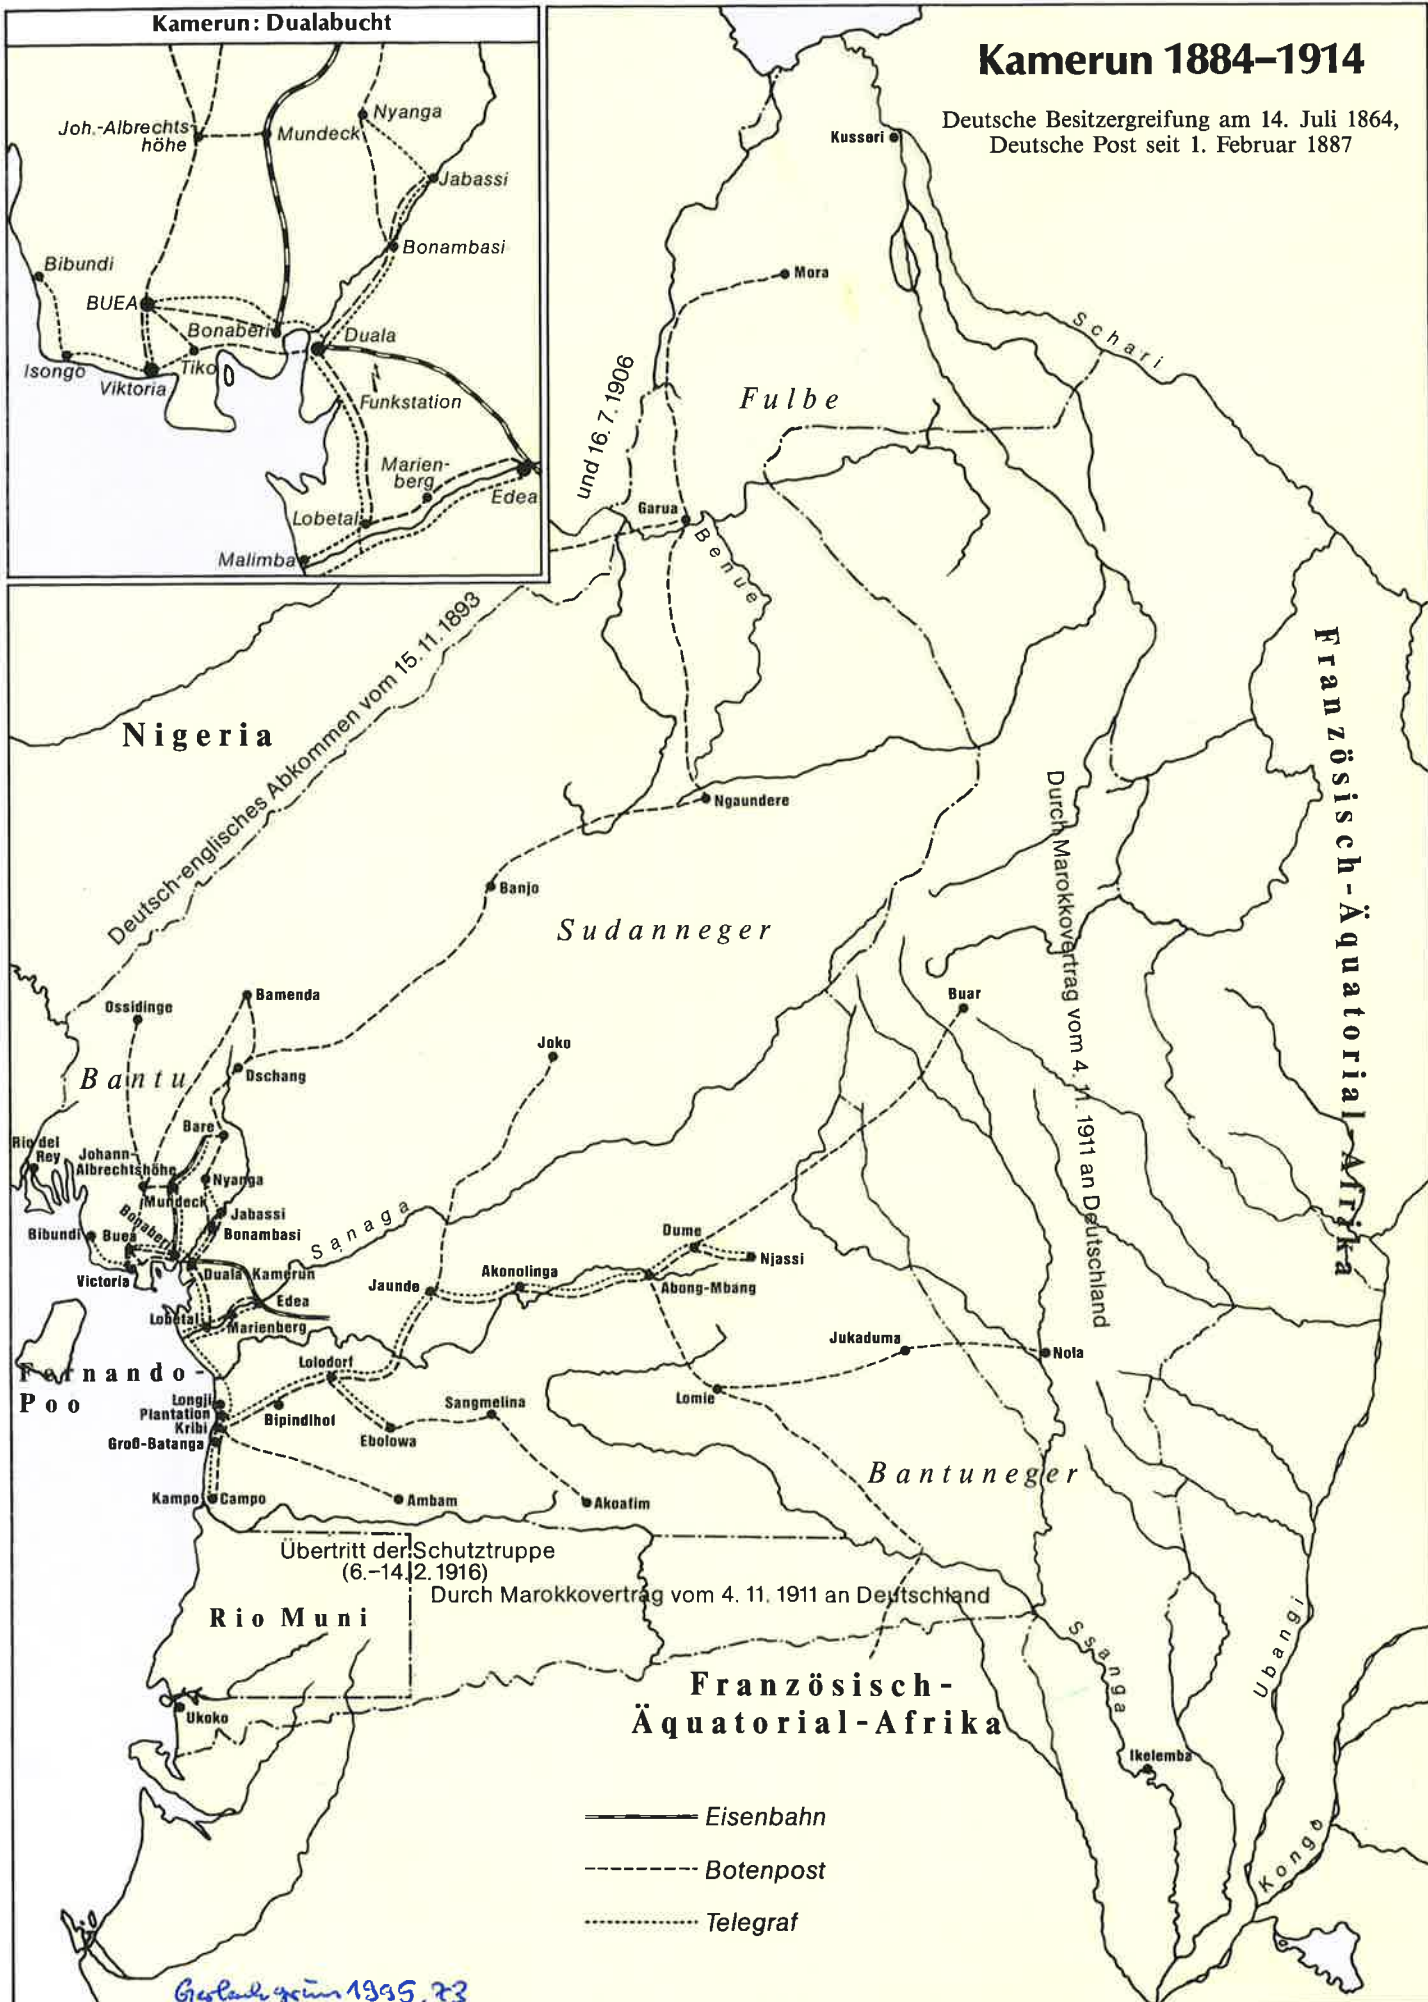 Kamerun: Dualabucht
Joh.-Albrechts-
höhe
Mundeck
Nyanga
Jabassi
Bonambasi
Bibundi
BUEA
Bonaberi
Duala
Isongo
Viktoria
Tiko
Funkstation
Marien-
berg
Edea
Lobetal
Malimba
Kamerun 1884–1914
Deutsche Besitzergreifung am 14. Juli 1864,
Deutsche Post seit 1. Februar 1887
Kusseri
Mora
Schari
Fulbe
und 16. 7. 1906
Garua
Benue
Deutsch-englisches Abkommen vom 15. 11. 1893
Nigeria
Ngaundere
Banjo
Sudanneger
Französisch-Äquatorial-Afrika
Durch Marokkovertrag vom 4. 11. 1911 an Deutschland
Ossidinge
Bamenda
Buar
Joko
Bantu
Dschang
Bare
Rio del
Rey
Johann-
Albrechtshöhe
Nyanga
Mundeck
Jabassi
Bonaberi
Bonambasi
Bibundi
Buea
Sanaga
Victoria
Duala
Kamerun
Dume
Njassi
Jaunde
Akonolinga
Abong-Mbang
Edea
Lobetal
Marienberg
Jukaduma
Nola
Fernando-
Poo
Lolodorf
Lomie
Longji
Plantation
Kribi
Bipindihof
Sangmelina
Groß-Batanga
Ebolowa
Bantuneger
Kampo
Campo
Ambam
Akoafim
Übertritt der Schutztruppe
(6.–14. 2. 1916)
Durch Marokkovertrag vom 4. 11. 1911 an Deutschland
Rio Muni
Ssanga
Ubangi
Französisch-
Äquatorial-Afrika
Ukoko
Ikelemba
Kongo
Eisenbahn
Botenpost
Telegraf
1995, 73